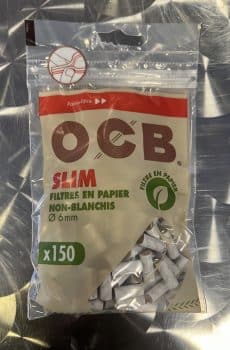 OCB
SLIM
FILTRES EN PAPIER
NON-BLANCHIS
Ø 6mm
FILTRE EN PAPIER
x150